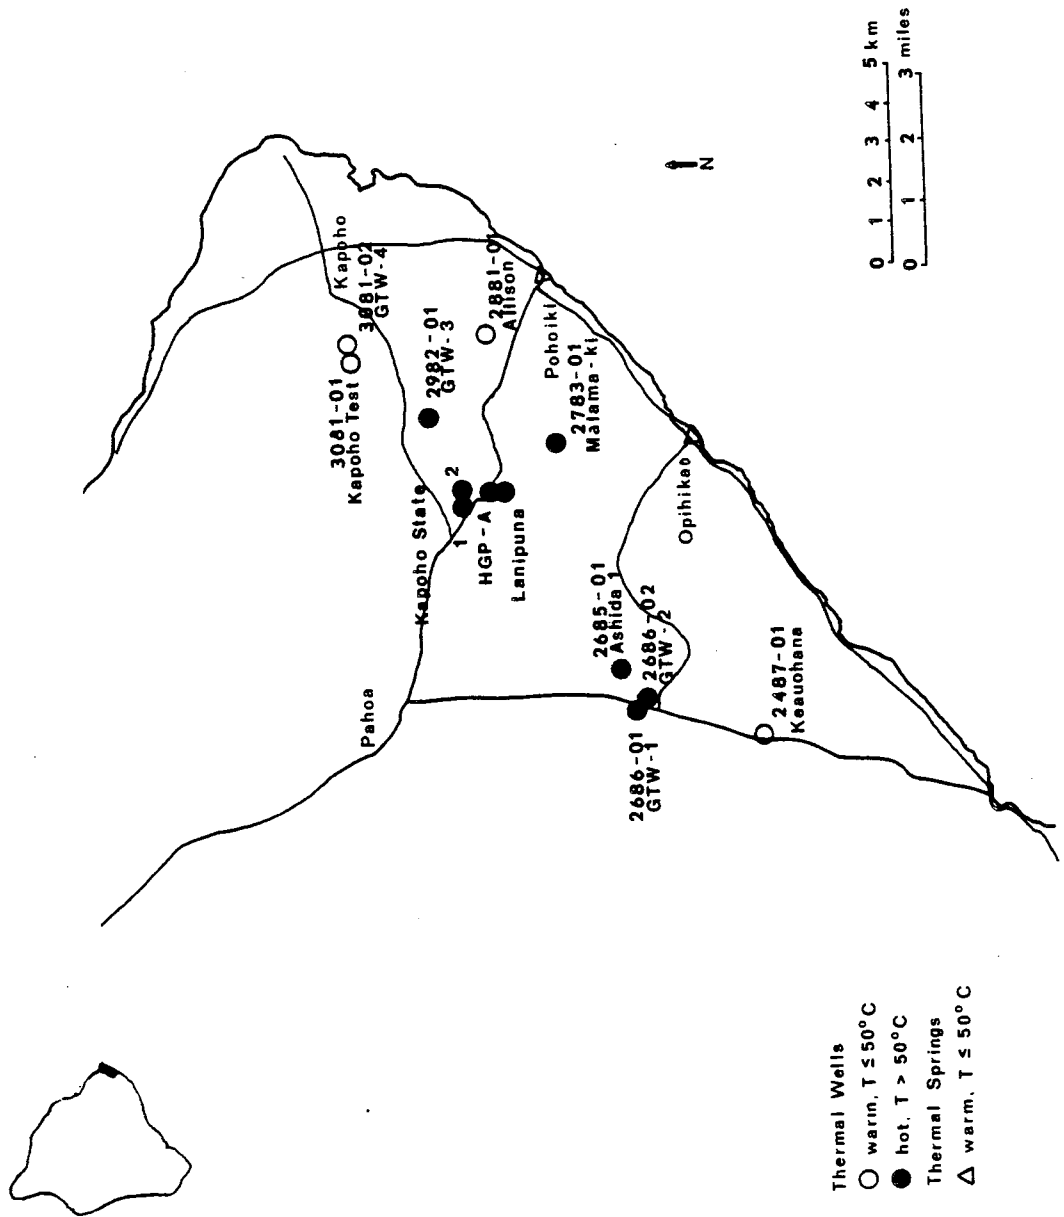 Pahoa
Kapoho State
1
2
HGP-A
Lanipuna
3081-01
Kapoho Test
Kapoho
3081-02
GTW-4
2982-01
GTW-3
Allison
Pohoiki
2783-01
Malama-ki
2685-01
Ashida 1
2686-02
GTW-2
2686-01
GTW-1
Opihikao
2487-01
Keauohana
N
0 1 2 3 4 5 km
0 1 2 3 miles
Thermal Wells
warm, T ≤ 50°C
hot, T > 50°C
Thermal Springs
warm, T ≤ 50°C